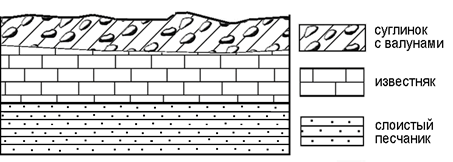 суглинок
с валунами
известняк
слоистый
песчаник